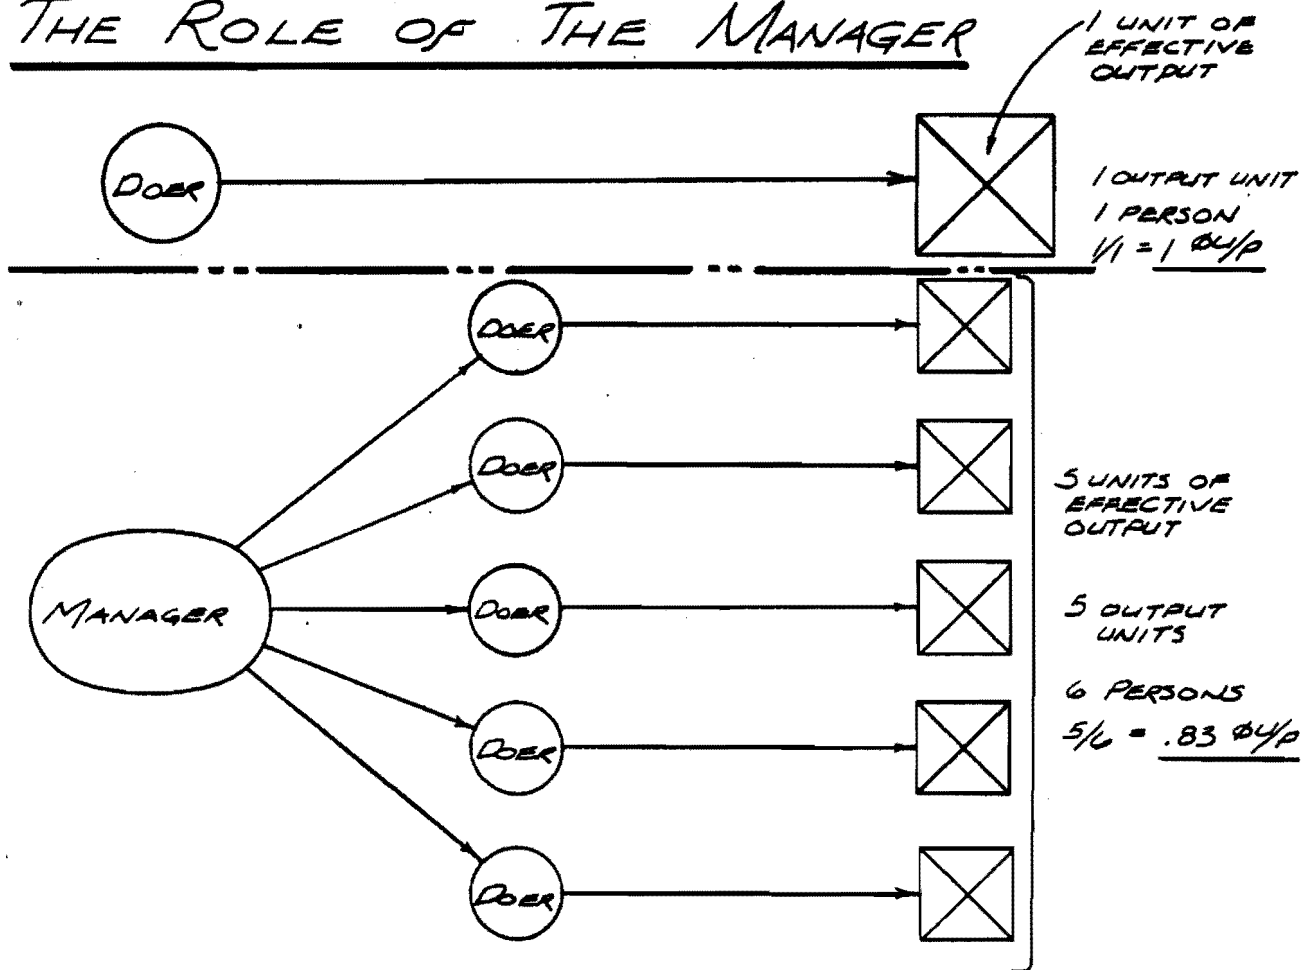 THE ROLE OF THE MANAGER
1 UNIT OF
EFFECTIVE
OUTPUT
DOER
1 OUTPUT UNIT
1 PERSON
1/1 = 1 ØU/P
DOER
DOER
5 UNITS OF
EFFECTIVE
OUTPUT
MANAGER
DOER
5 OUTPUT
UNITS
6 PERSONS
DOER
5/6 = .83 ØU/P
DOER